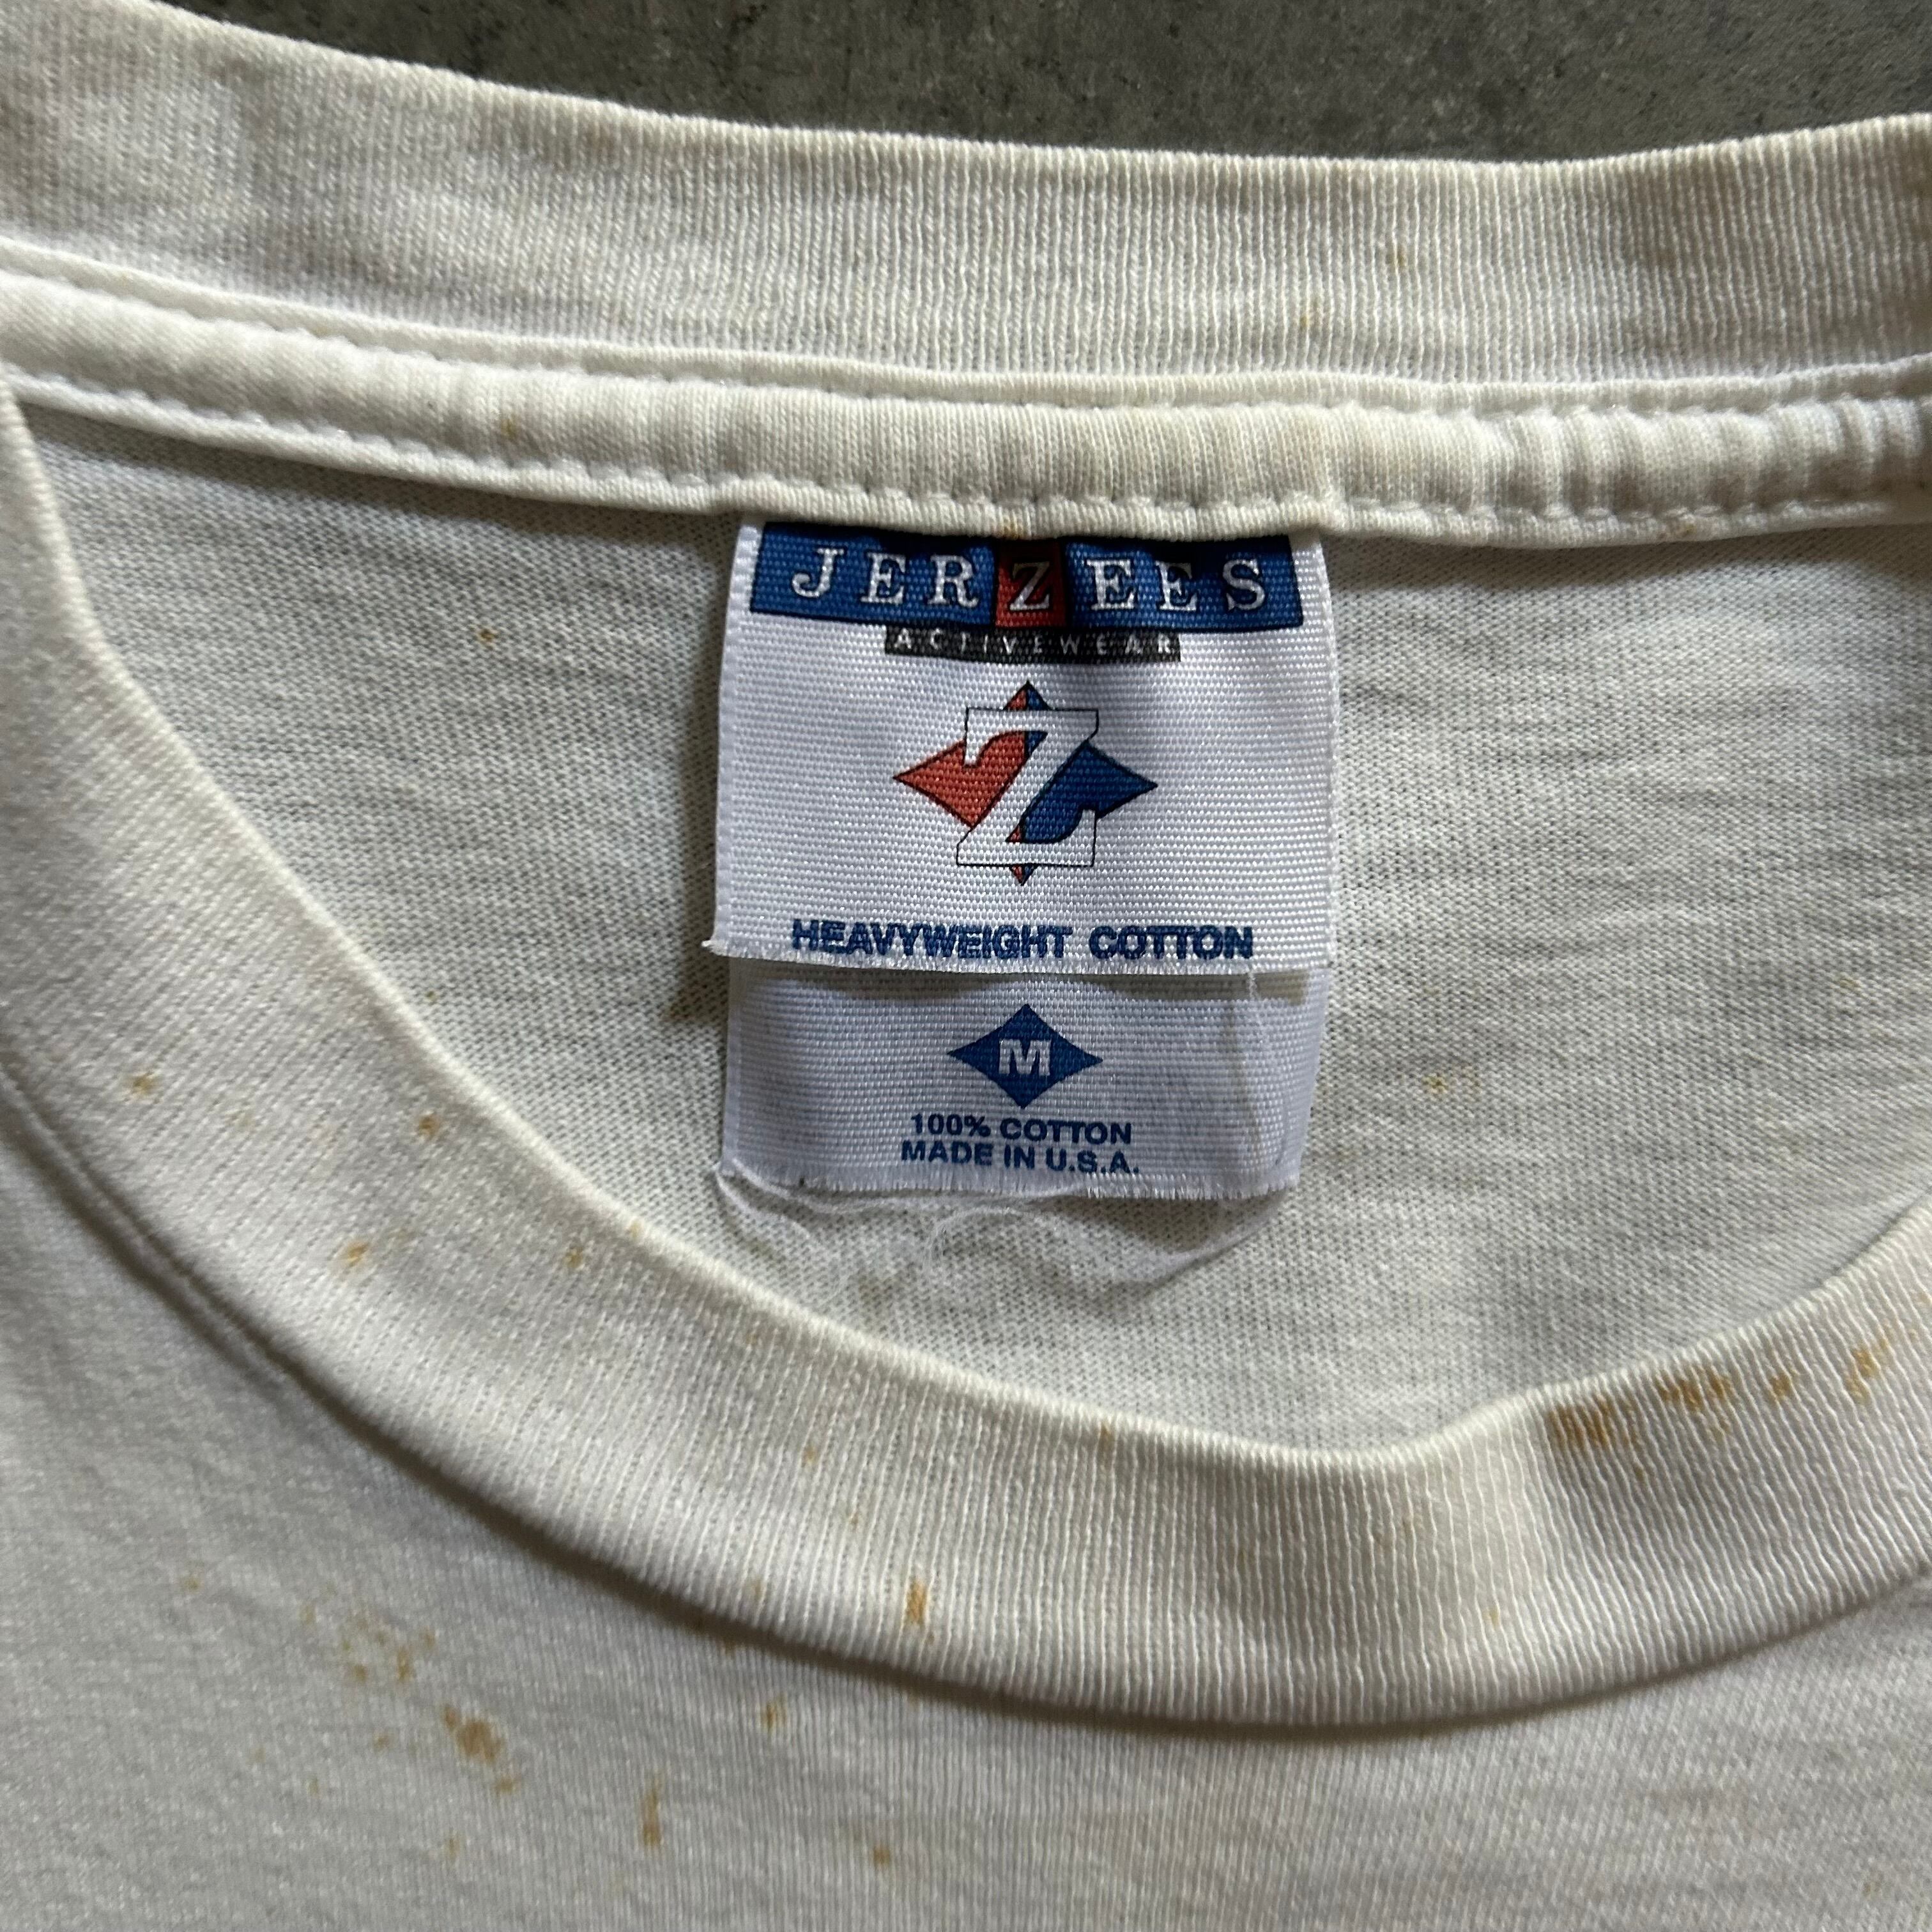 JERZEES
ACTIVEWEAR
Z
HEAVYWEIGHT COTTON
M
100% COTTON
MADE IN U.S.A.